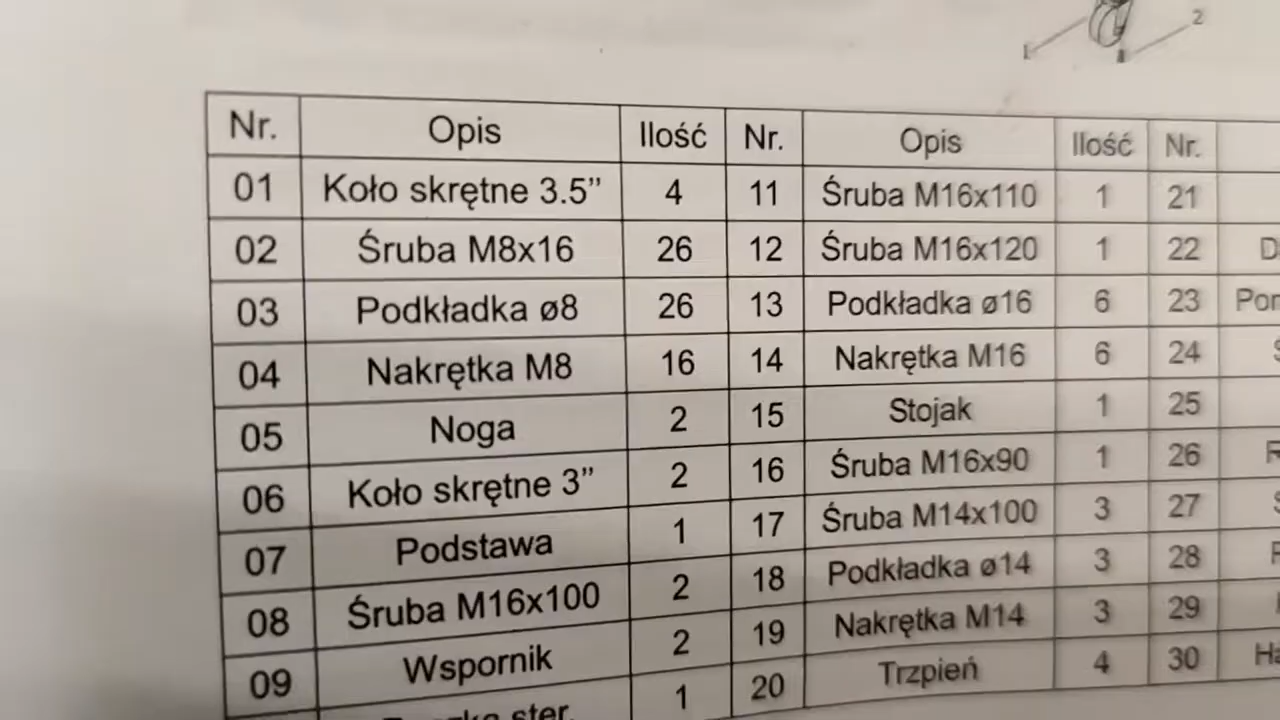 1 2
Nr. Opis Ilość Nr. Opis Ilość Nr.
01 Koło skrętne 3.5” 4 11 Śruba M16x110 1 21
02 Śruba M8x16 26 12 Śruba M16x120 1 22
03 Podkładka ø8 26 13 Podkładka ø16 6 23
04 Nakrętka M8 16 14 Nakrętka M16 6 24
05 Noga 2 15 Stojak 1 25
06 Koło skrętne 3” 2 16 Śruba M16x90 1 26
07 Podstawa 1 17 Śruba M14x100 3 27
08 Śruba M16x100 2 18 Podkładka ø14 3 28
09 Wspornik 2 19 Nakrętka M14 3 29
ster. 1 20 Trzpień 4 30